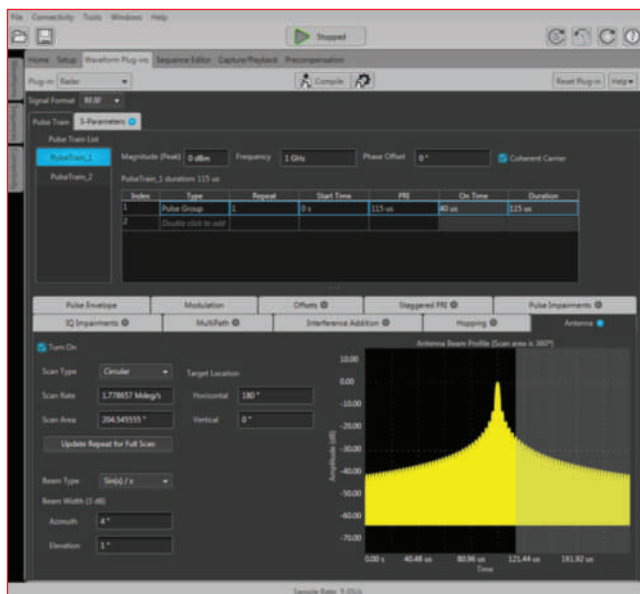 File Connectivity Tools Windows Help
Stopped
Home Setup Waveform Plug-ins Sequence Editor Capture/Playback Precompensation
Plug-in: Radar Compile Reset Plug-in Help
Signal Format RF/IF
Pulse Train S-Parameters
Pulse Train List
PulseTrain_1 Magnitude (Peak) 0 dBm Frequency 1 GHz Phase Offset 0° Coherent Carrier
PulseTrain_2 PulseTrain_1 duration: 115 us
Index Type Repeat Start Time PRI On Time Duration
1 Pulse Group 1 0 s 115 us 40 us 115 us
2 Double click to add
Pulse Envelope Modulation Offsets Staggered PRI Pulse Impairments
IQ Impairments MultiPath Interference Addition Hopping Antenna
Turn On Antenna Beam Profile (Scan area is 360°)
Scan Type Circular Target Location
Scan Rate 1.778657 Mdeg/s Horizontal 180 °
Scan Area 204.545555 ° Vertical 0 °
Update Repeat for Full Scan
Beam Type Sin(x) / x
Beam Width (3 dB)
Azimuth 4 °
Elevation 1 °
10.00
0.00
-10.00
-20.00
-30.00
-40.00
-50.00
-60.00
-70.00
Amplitude (dB)
0.00 s 40.48 us 80.96 us 121.44 us 161.92 us
Time